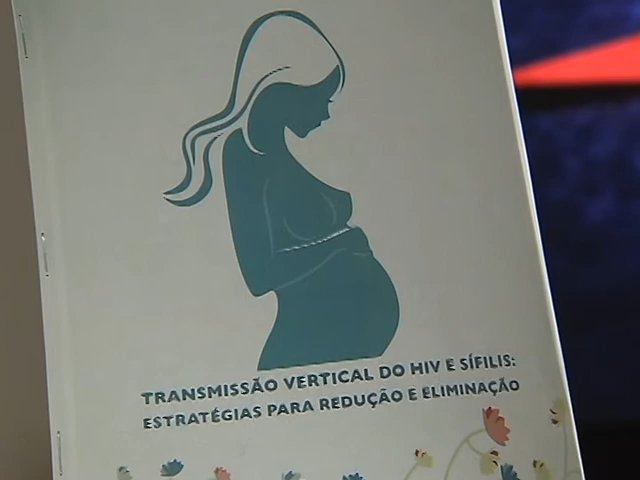 TRANSMISSÃO VERTICAL DO HIV E SÍFILIS:
ESTRATÉGIAS PARA REDUÇÃO E ELIMINAÇÃO